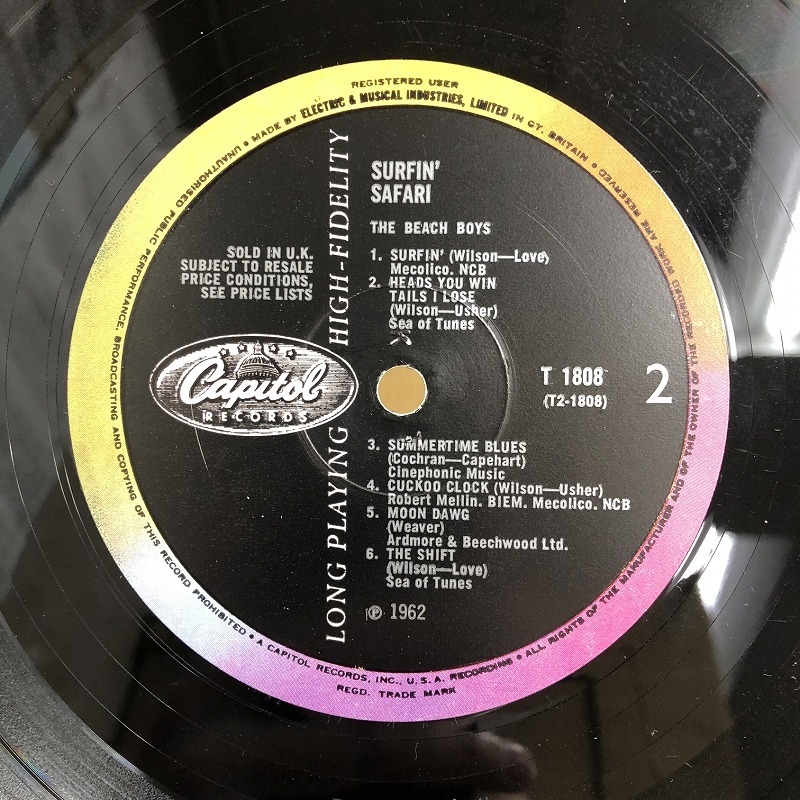 REGISTERED USER
• MADE BY ELECTRIC & MUSICAL INDUSTRIES, LIMITED IN GT. BRITAIN • ALL RIGHTS OF THE MANUFACTURER AND OF THE OWNER OF THE RECORDED WORK ARE RESERVED
UNAUTHORISED PUBLIC PERFORMANCE, BROADCASTING AND COPYING OF THIS RECORD PROHIBITED • A CAPITOL RECORDS, INC., U.S.A. RECORDING •
REGD. TRADE MARK
LONG PLAYING HIGH-FIDELITY
SURFIN'
SAFARI
THE BEACH BOYS
SOLD IN U.K.
SUBJECT TO RESALE
PRICE CONDITIONS,
SEE PRICE LISTS
1. SURFIN' (Wilson—Love)
Mecolico. NCB
2. HEADS YOU WIN
TAILS I LOSE
(Wilson—Usher)
Sea of Tunes
Capitol
RECORDS
T 1808
(T2-1808)
2
3. SUMMERTIME BLUES
(Cochran—Capehart)
Cinephonic Music
4. CUCKOO CLOCK (Wilson—Usher)
Robert Mellin. BIEM. Mecolico. NCB
5. MOON DAWG
(Weaver)
Ardmore & Beechwood Ltd.
6. THE SHIFT
(Wilson—Love)
Sea of Tunes
℗ 1962